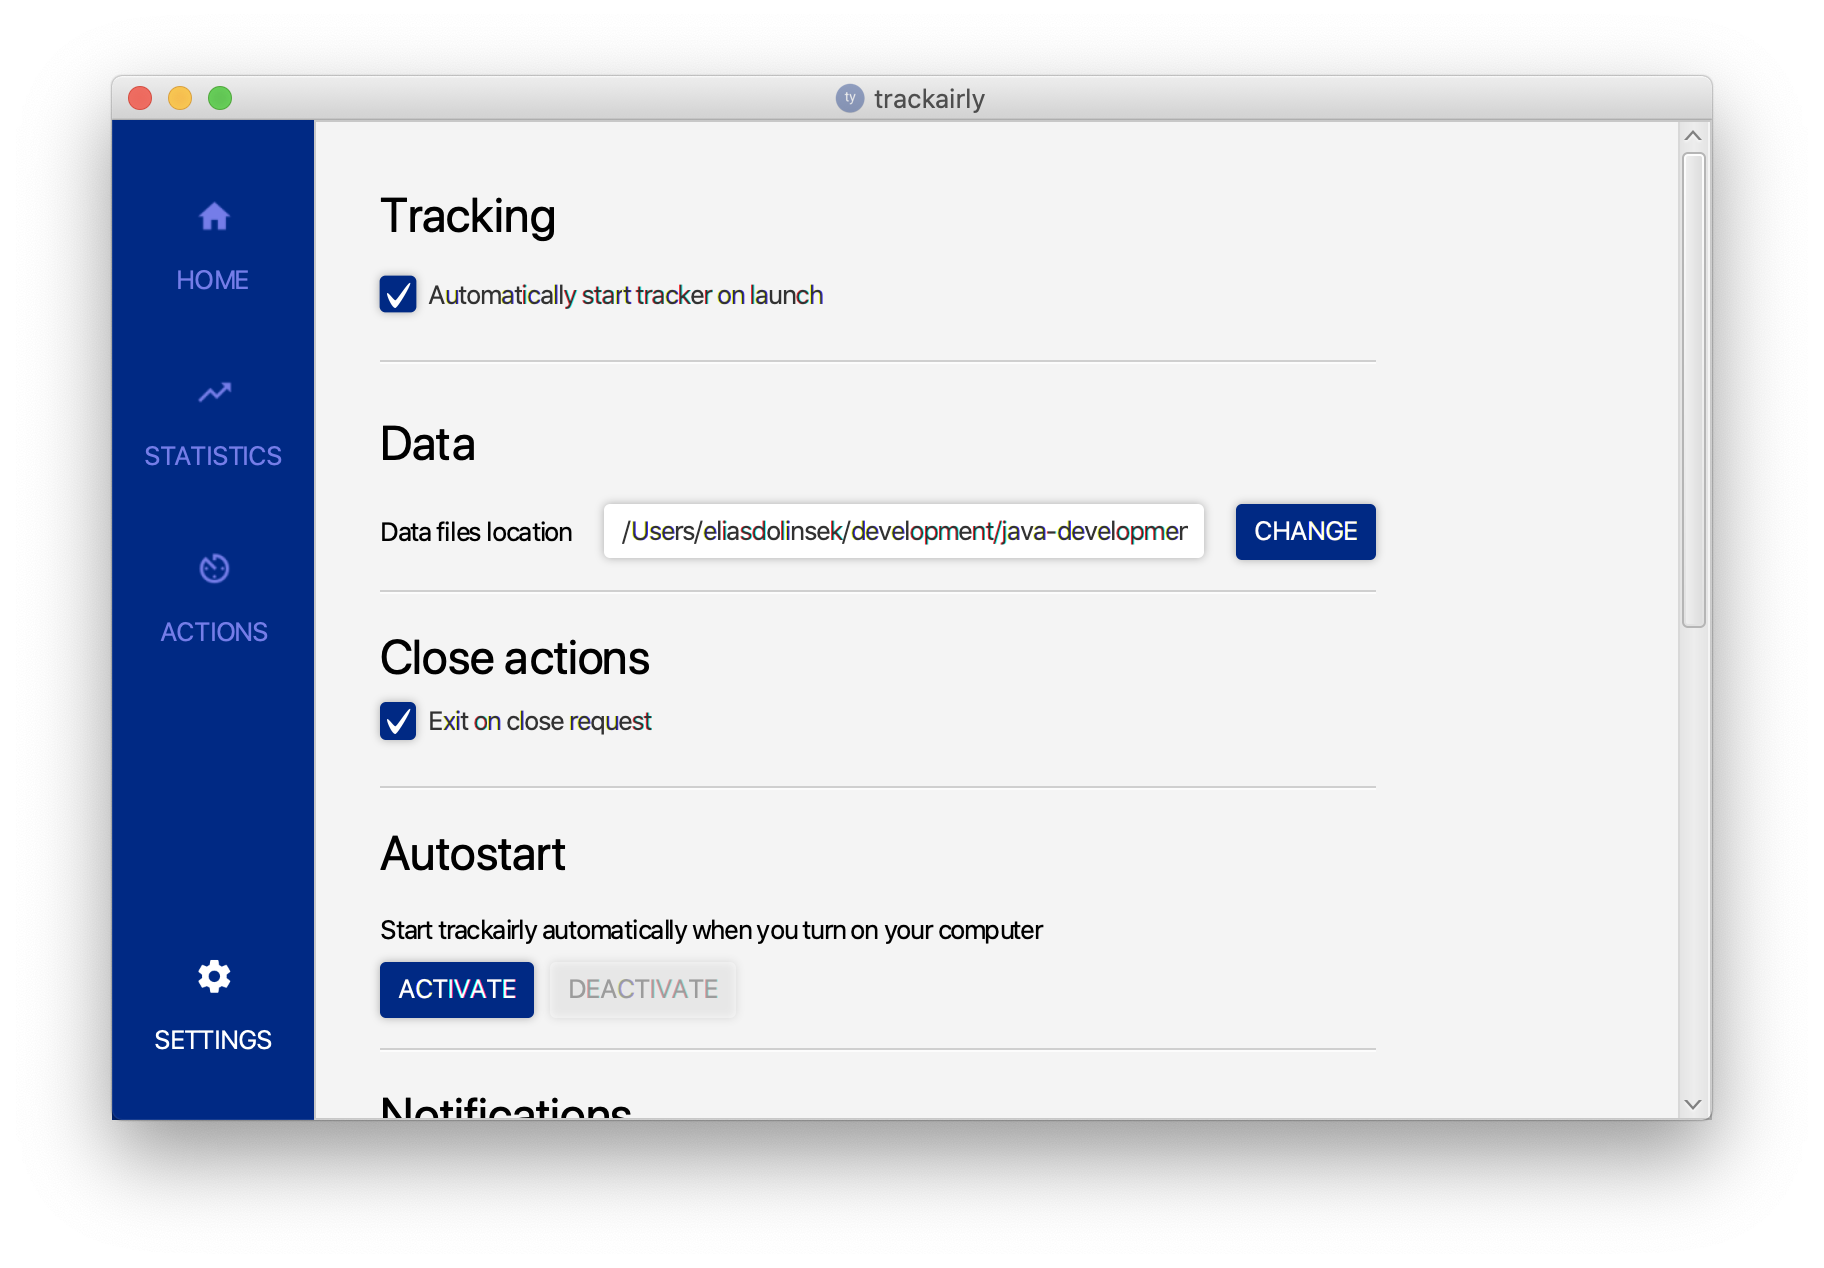 ty trackairly
HOME
STATISTICS
ACTIONS
SETTINGS
Tracking
Automatically start tracker on launch
Data
Data files location /Users/eliasdolinsek/development/java-developmer CHANGE
Close actions
Exit on close request
Autostart
Start trackairly automatically when you turn on your computer
ACTIVATE DEACTIVATE
Notifications